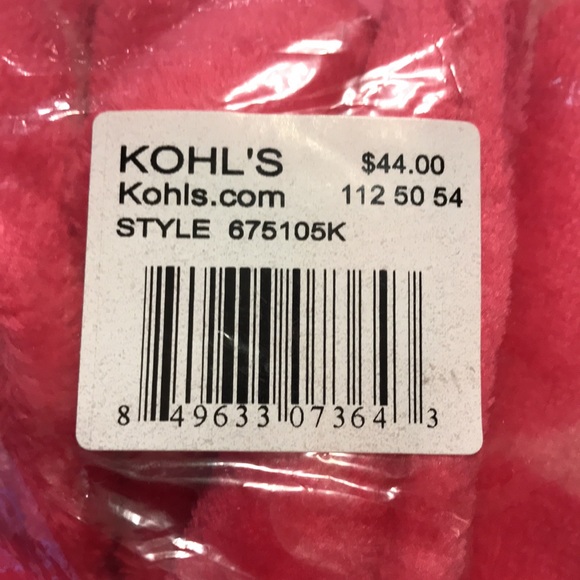 KOHL'S $44.00
Kohls.com 112 50 54
STYLE 675105K
8 49633 07364 3